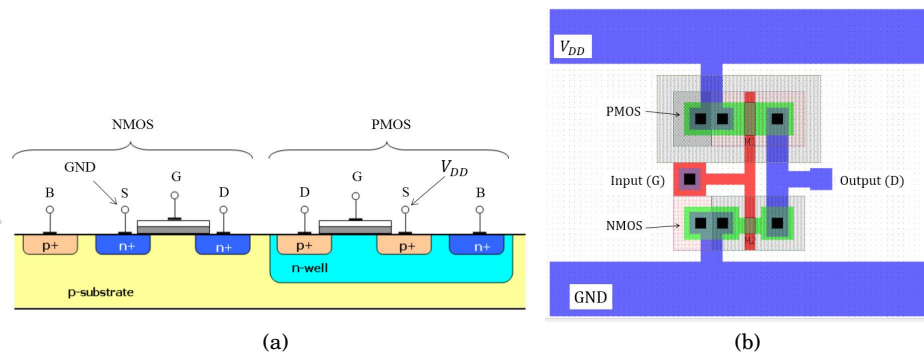 NMOS
PMOS
GND
V_DD
B
S
G
D
D
G
S
B
p+
n+
n+
p+
p+
n+
n-well
p-substrate
(a)
V_DD
PMOS
M1
Input (G)
Output (D)
NMOS
M2
GND
(b)